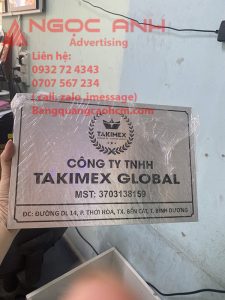 NGỌC ANH
Advertising
Liên hệ:
0932 72 4343
0707 567 234
( call, zalo ,imessage)
Bangquangcaohcm.com
TAKIMEX
CÔNG TY TNHH
TAKIMEX GLOBAL
MST: 3703138159
ĐC: ĐƯỜNG DL 14, P. THỚI HÒA, TX. BẾN CÁT, T. BÌNH DƯƠNG